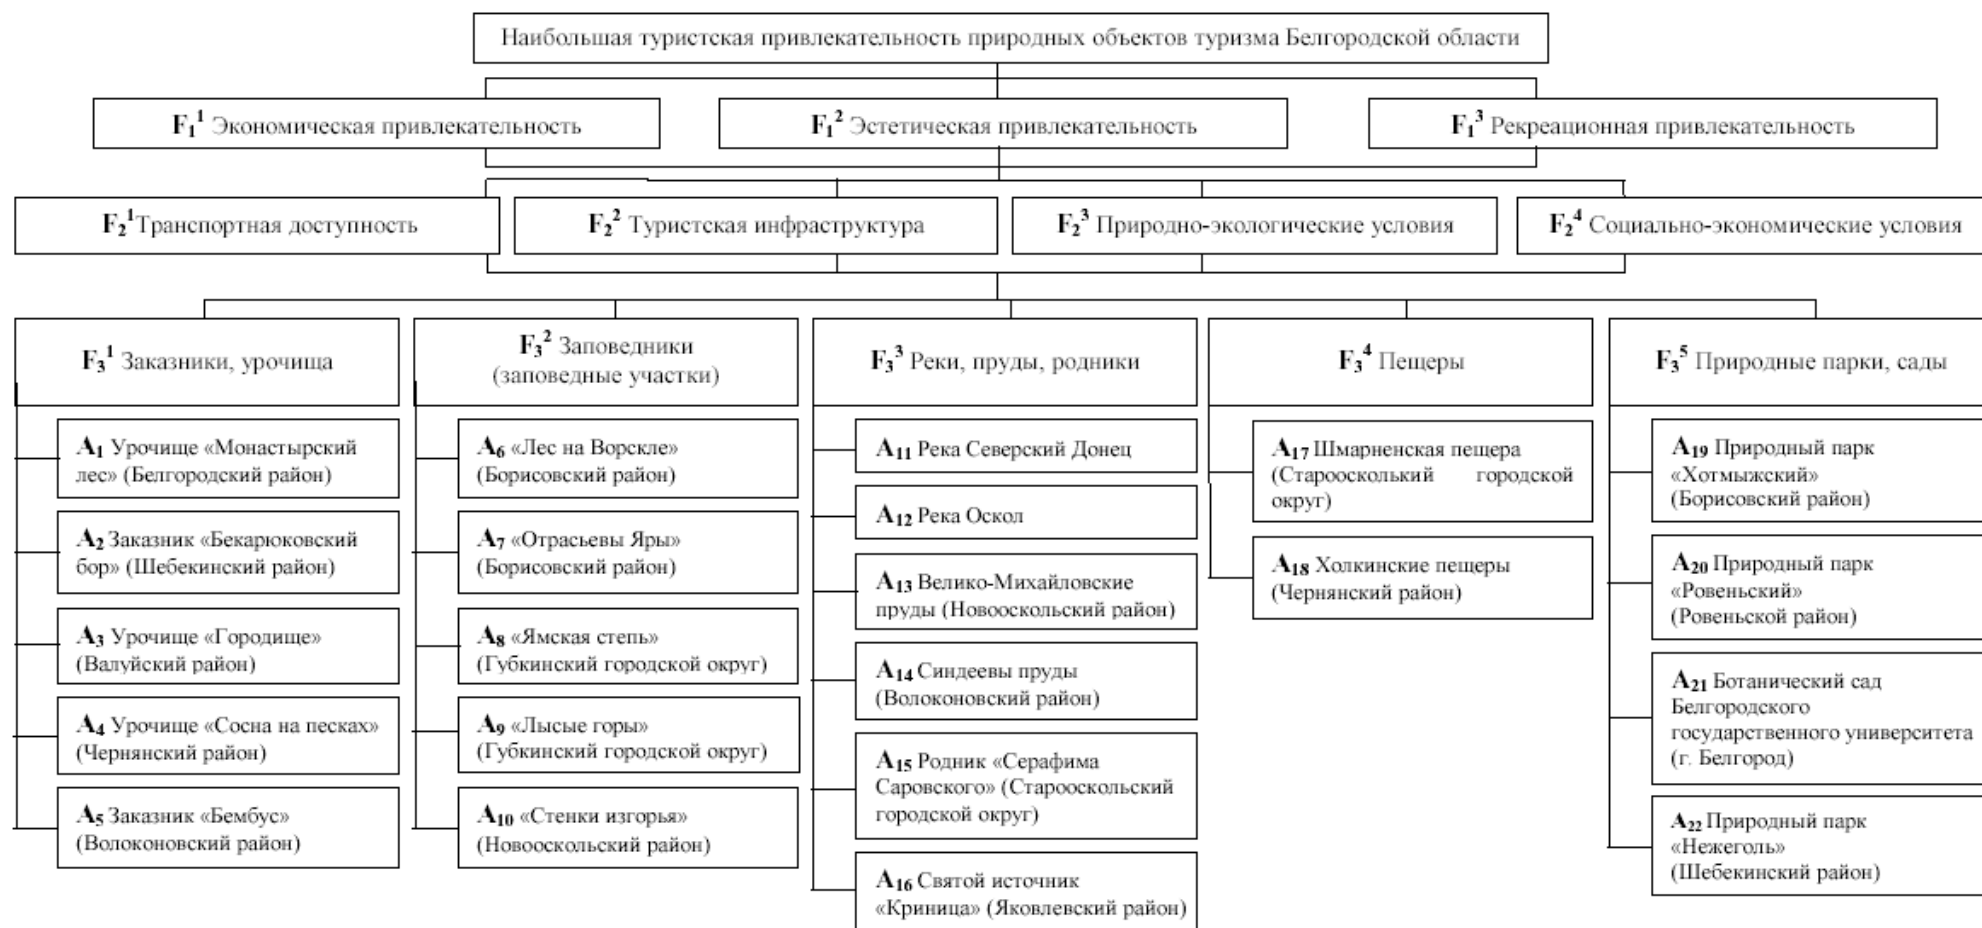 Наибольшая туристская привлекательность природных объектов туризма Белгородской области
F₁¹ Экономическая привлекательность
F₁² Эстетическая привлекательность
F₁³ Рекреационная привлекательность
F₂¹Транспортная доступность
F₂² Туристская инфраструктура
F₂³ Природно-экологические условия
F₂⁴ Социально-экономические условия
F₃¹ Заказники, урочища
A₁ Урочище «Монастырский
лес» (Белгородский район)
A₂ Заказник «Бекарюковский
бор» (Шебекинский район)
A₃ Урочище «Городище»
(Валуйский район)
A₄ Урочище «Сосна на песках»
(Чернянский район)
A₅ Заказник «Бембус»
(Волоконовский район)
F₃² Заповедники
(заповедные участки)
A₆ «Лес на Ворскле»
(Борисовский район)
A₇ «Отрасьевы Яры»
(Борисовский район)
A₈ «Ямская степь»
(Губкинский городской округ)
A₉ «Лысые горы»
(Губкинский городской округ)
A₁₀ «Стенки изгорья»
(Новооскольский район)
F₃³ Реки, пруды, родники
A₁₁ Река Северский Донец
A₁₂ Река Оскол
A₁₃ Велико-Михайловские
пруды (Новооскольский район)
A₁₄ Синдеевы пруды
(Волоконовский район)
A₁₅ Родник «Серафима
Саровского» (Старооскольский
городской округ)
A₁₆ Святой источник
«Криница» (Яковлевский район)
F₃⁴ Пещеры
A₁₇ Шмарненская пещера
(Староосколький городской
округ)
A₁₈ Холкинские пещеры
(Чернянский район)
F₃⁵ Природные парки, сады
A₁₉ Природный парк
«Хотмыжский»
(Борисовский район)
A₂₀ Природный парк
«Ровеньский»
(Ровеньской район)
A₂₁ Ботанический сад
Белгородского
государственного университета
(г. Белгород)
A₂₂ Природный парк
«Нежеголь»
(Шебекинский район)